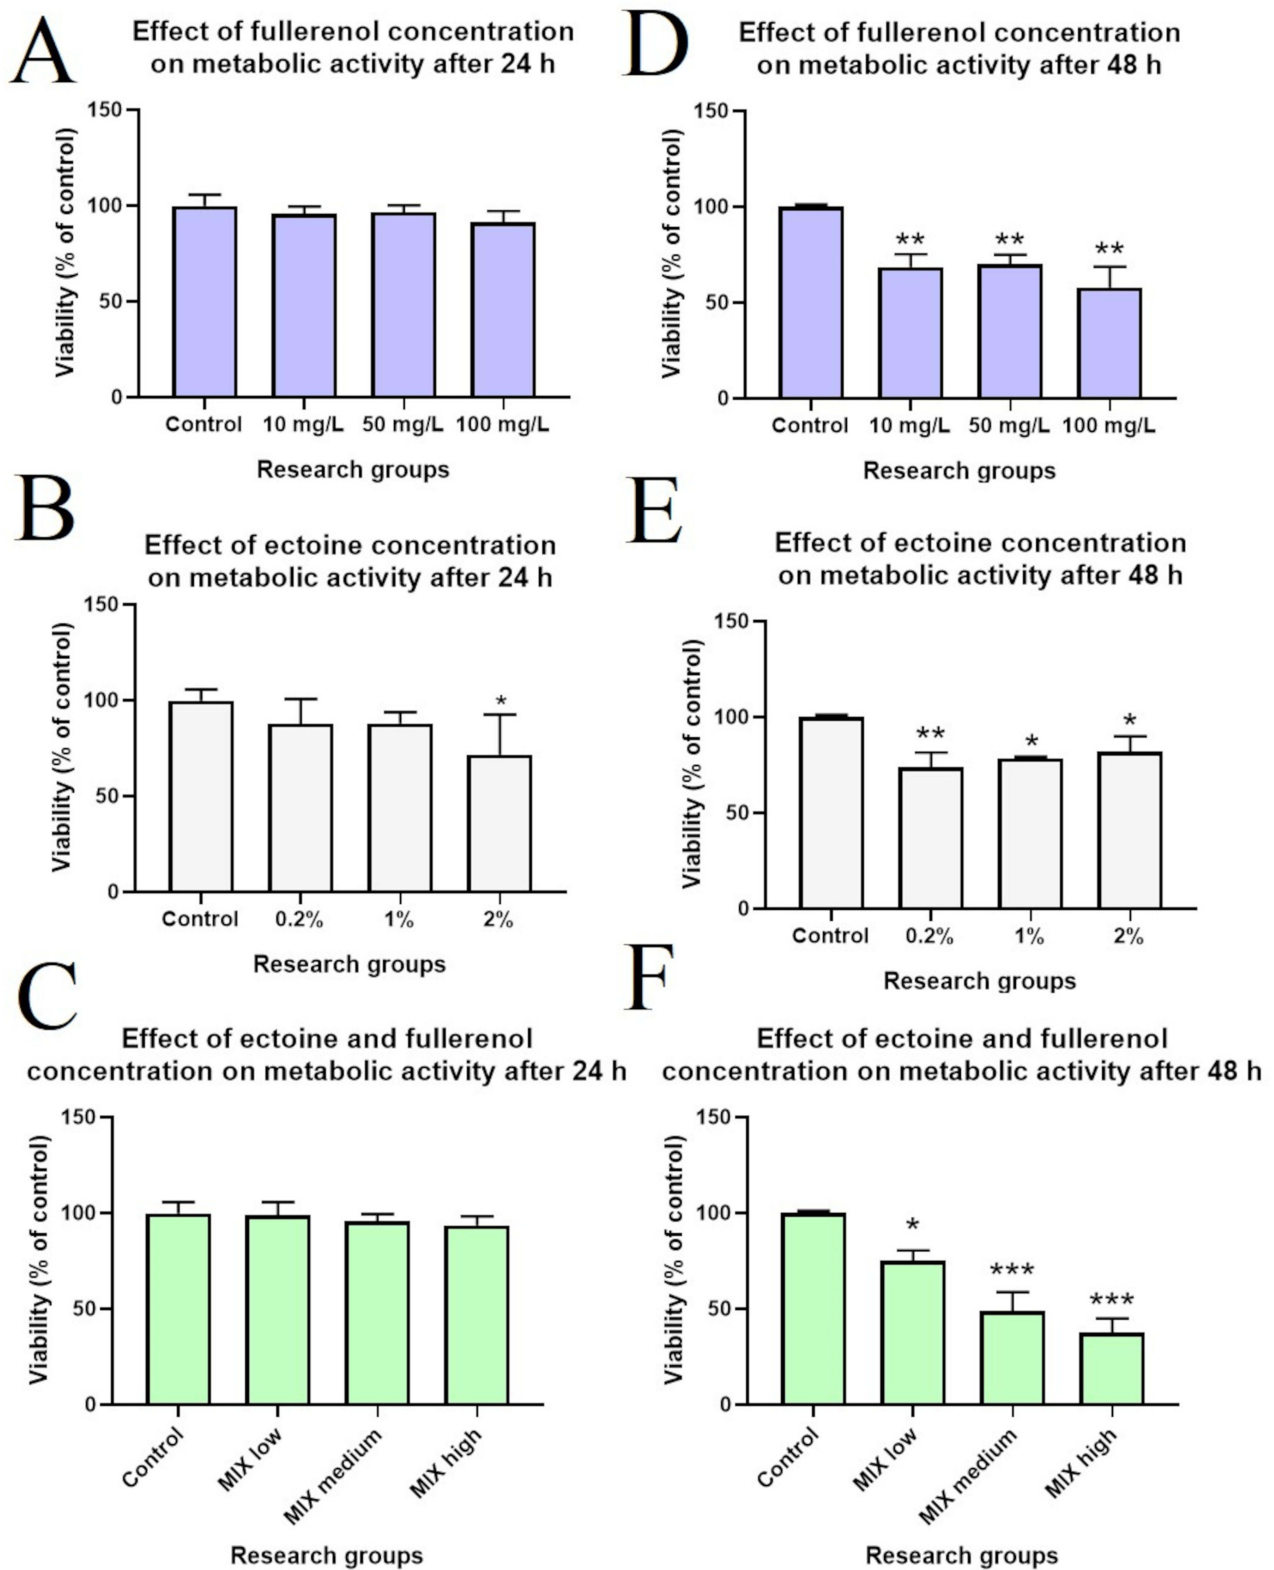 A
Effect of fullerenol concentration
on metabolic activity after 24 h
Viability (% of control)
150
100
50
0
Control 10 mg/L 50 mg/L 100 mg/L
Research groups
D
Effect of fullerenol concentration
on metabolic activity after 48 h
Viability (% of control)
150
100
50
0
** ** **
Control 10 mg/L 50 mg/L 100 mg/L
Research groups
B
Effect of ectoine concentration
on metabolic activity after 24 h
Viability (% of control)
150
100
50
0
*
Control 0.2% 1% 2%
Research groups
E
Effect of ectoine concentration
on metabolic activity after 48 h
Viability (% of control)
150
100
50
0
** * *
Control 0.2% 1% 2%
Research groups
C
Effect of ectoine and fullerenol
concentration on metabolic activity after 24 h
Viability (% of control)
150
100
50
0
Control MIX low MIX medium MIX high
Research groups
F
Effect of ectoine and fullerenol
concentration on metabolic activity after 48 h
Viability (% of control)
150
100
50
0
* *** ***
Control MIX low MIX medium MIX high
Research groups